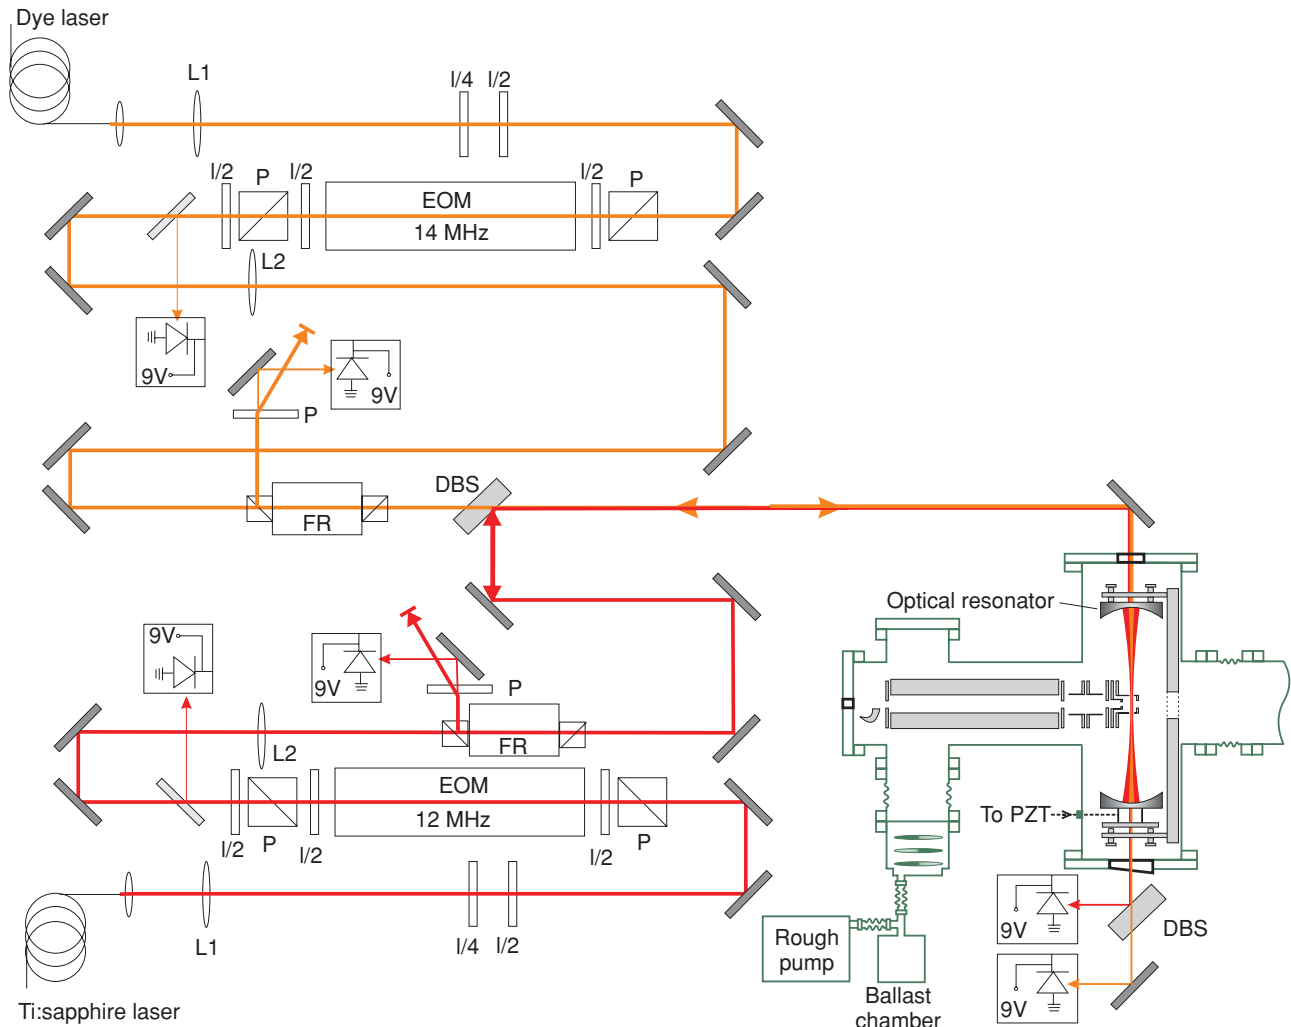 Dye laser
L1
l/4
l/2
l/2
P
l/2
EOM
14 MHz
l/2
P
L2
9V
9V
P
DBS
FR
Optical resonator
9V
9V
P
L2
FR
EOM
12 MHz
l/2
P
l/2
l/2
P
To PZT
L1
l/4
l/2
Ti:sapphire laser
Rough
pump
Ballast
chamber
9V
DBS
9V